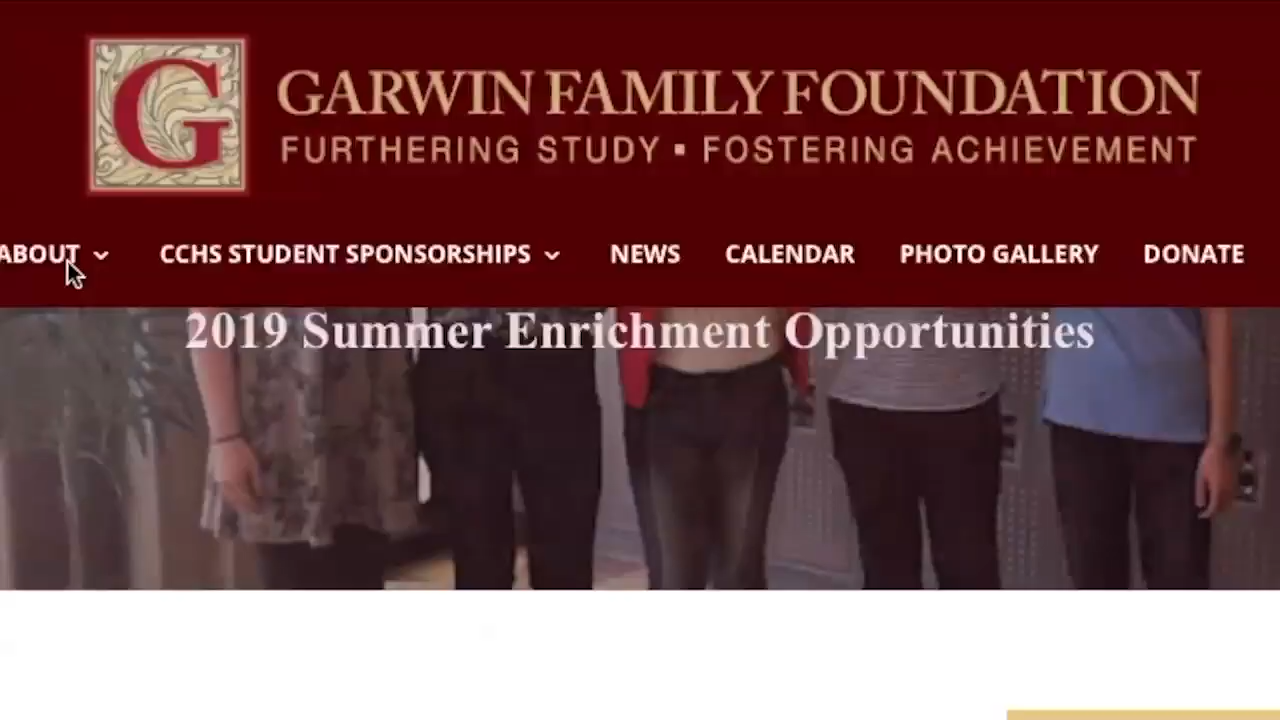 G
GARWIN FAMILY FOUNDATION
FURTHERING STUDY ▪ FOSTERING ACHIEVEMENT
ABOUT CCHS STUDENT SPONSORSHIPS NEWS CALENDAR PHOTO GALLERY DONATE
2019 Summer Enrichment Opportunities